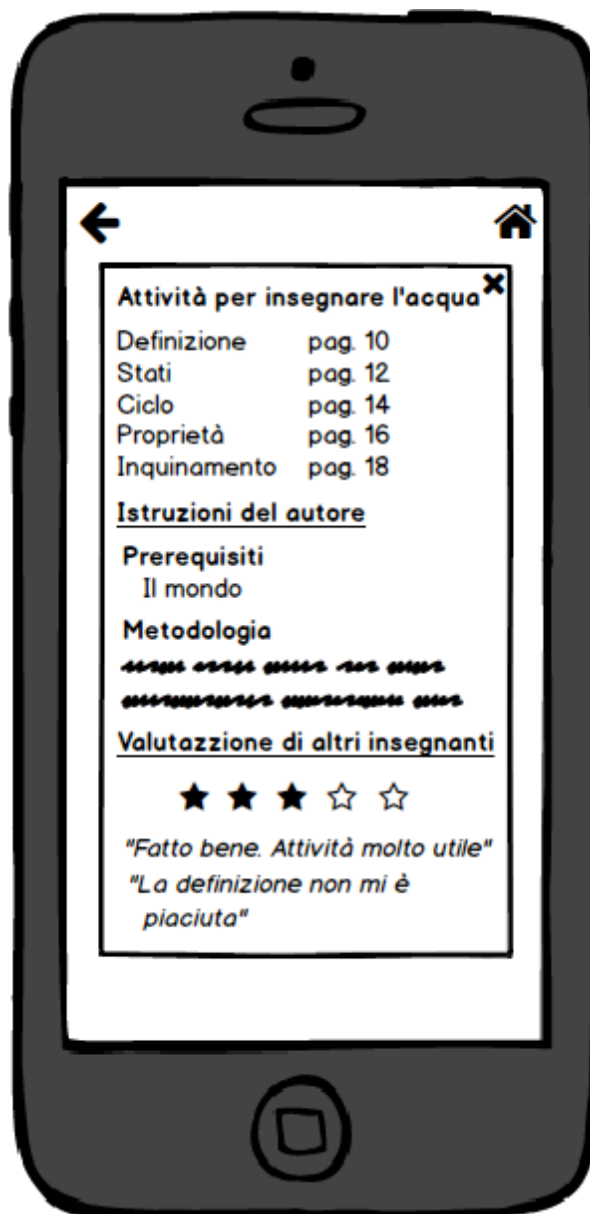 Attività per insegnare l'acqua
Definizione pag. 10
Stati pag. 12
Ciclo pag. 14
Proprietà pag. 16
Inquinamento pag. 18
Istruzioni del autore
Prerequisiti
Il mondo
Metodologia
Valutazzione di altri insegnanti
"Fatto bene. Attività molto utile"
"La definizione non mi è
piaciuta"